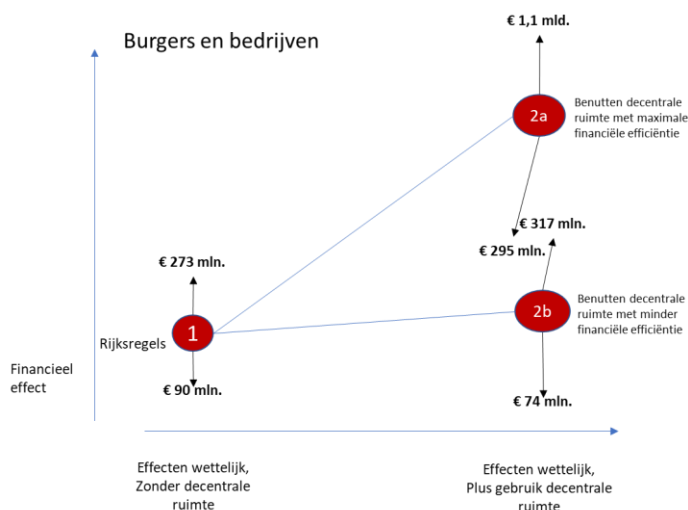 Burgers en bedrijven
€ 1,1 mld.
2a
Benutten decentrale
ruimte met maximale
financiële efficiëntie
€ 317 mln.
€ 295 mln.
€ 273 mln.
2b
Benutten decentrale
ruimte met minder
financiële efficiëntie
Rijksregels
1
Financieel
effect
€ 90 mln.
€ 74 mln.
Effecten wettelijk,
Zonder decentrale
ruimte
Effecten wettelijk,
Plus gebruik decentrale
ruimte